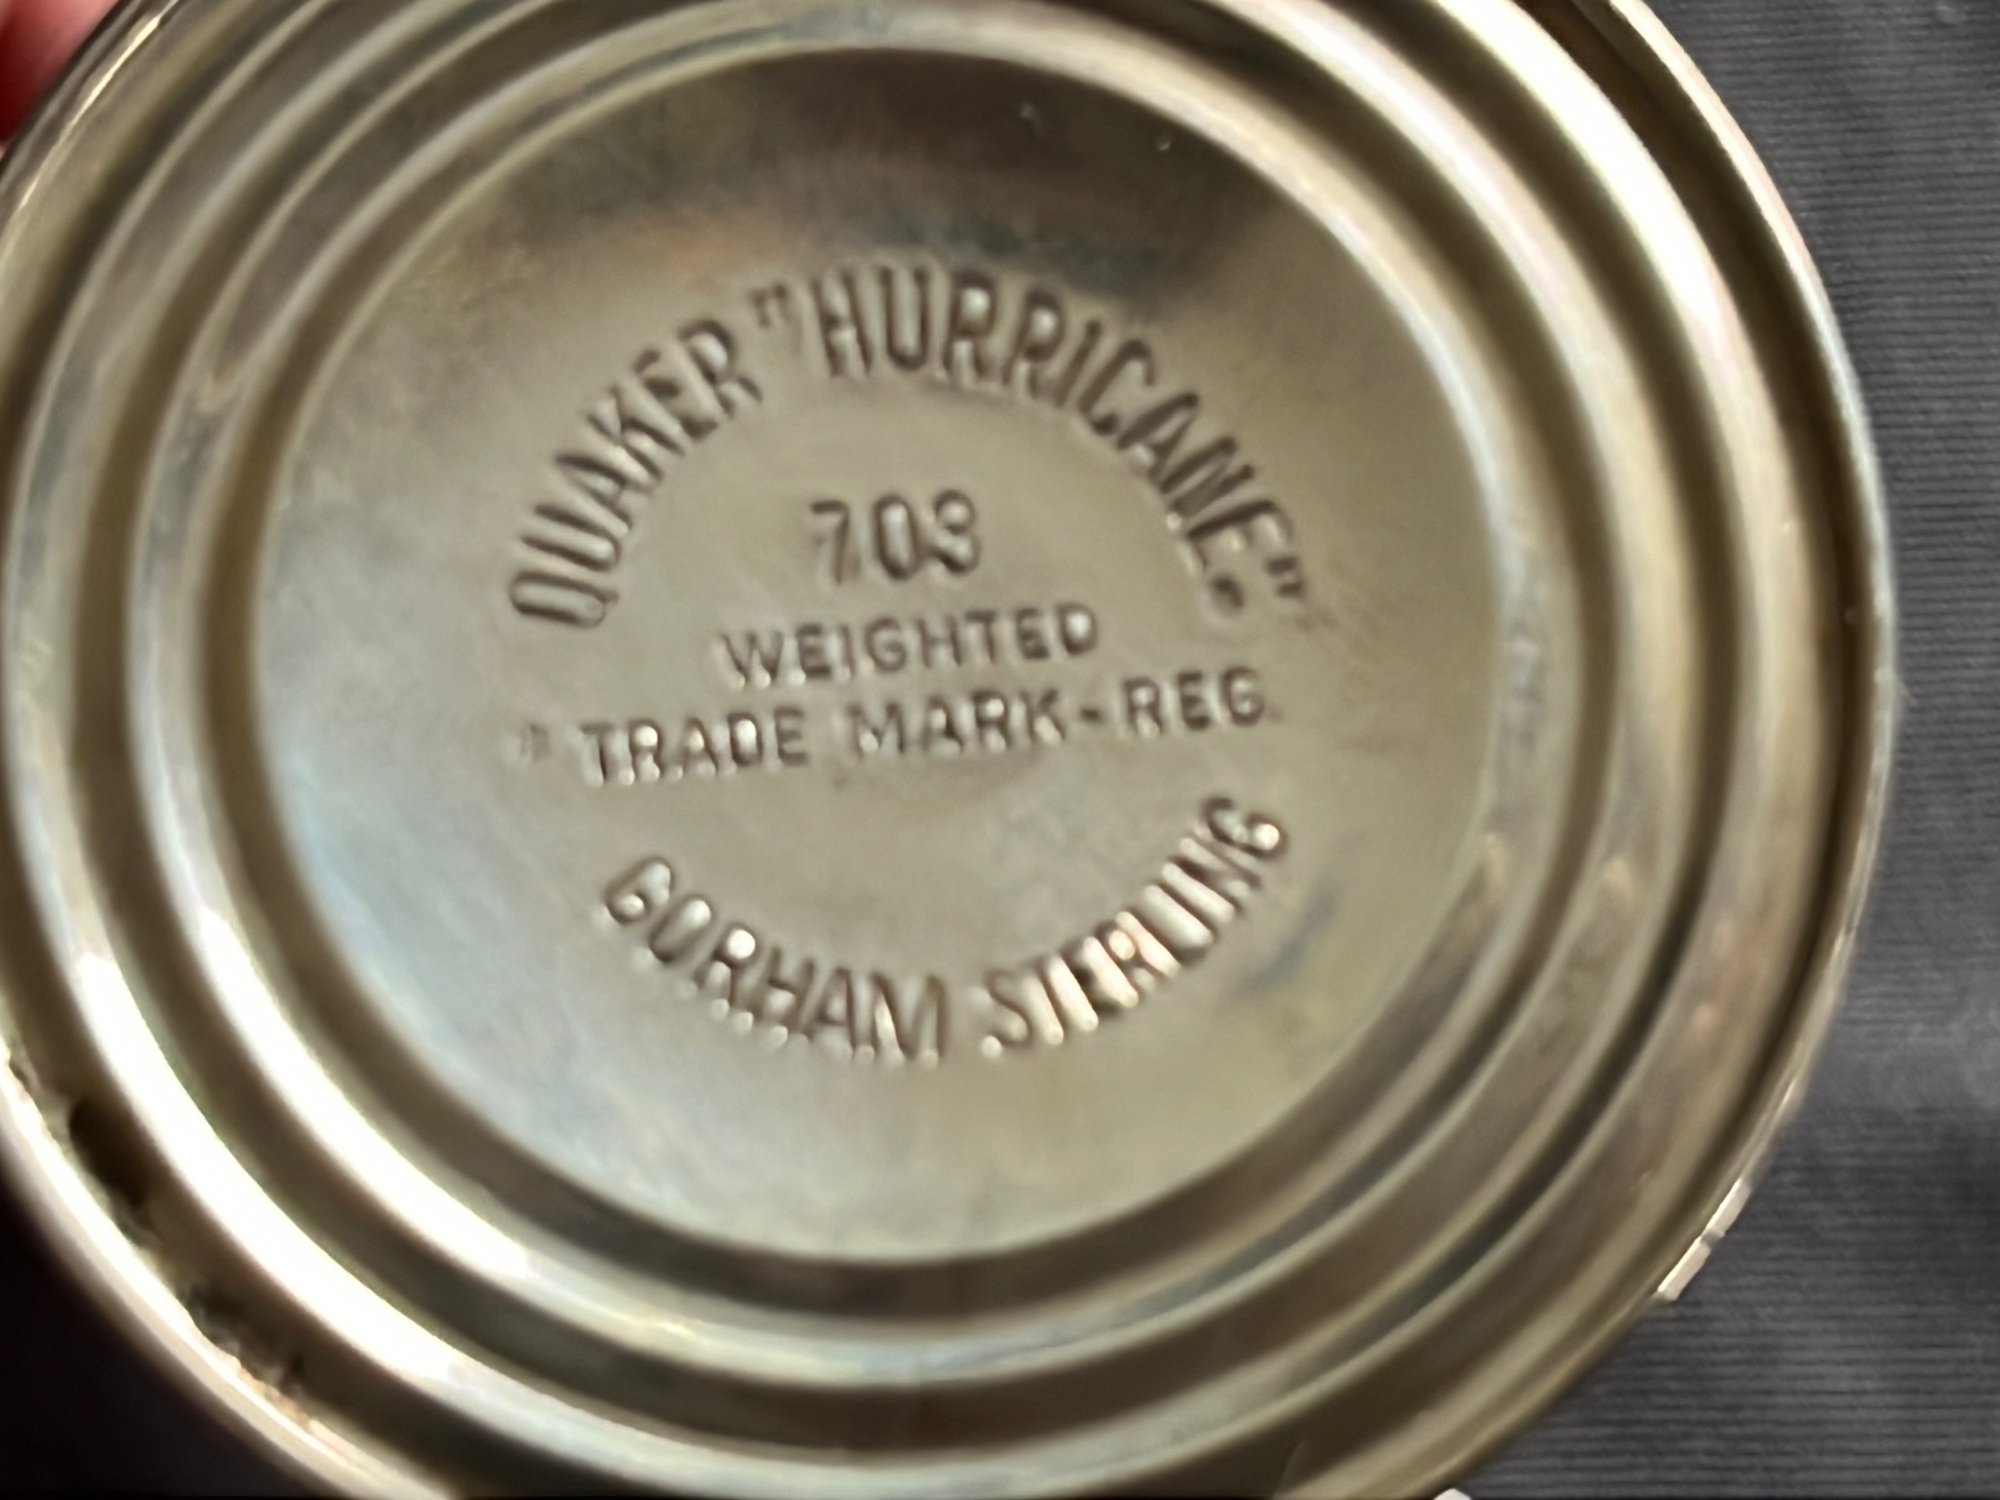 QUAKER "HURRICANE"
703
WEIGHTED
" TRADE MARK-REG.
GORHAM STERLING